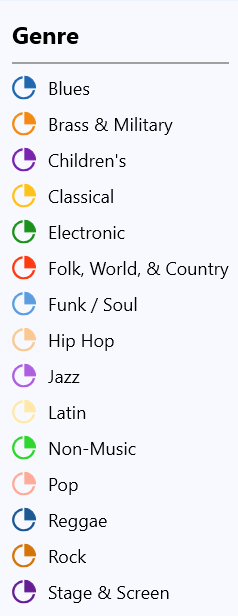 Genre
Blues
Brass & Military
Children's
Classical
Electronic
Folk, World, & Country
Funk / Soul
Hip Hop
Jazz
Latin
Non-Music
Pop
Reggae
Rock
Stage & Screen